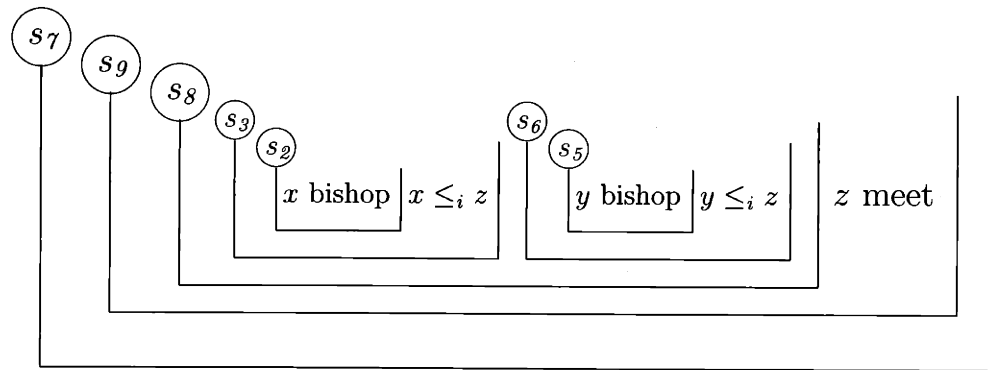 s₇
s₉
s₈
s₃ s₆
s₂ s₅
x bishop x ≤ᵢ z y bishop y ≤ᵢ z z meet